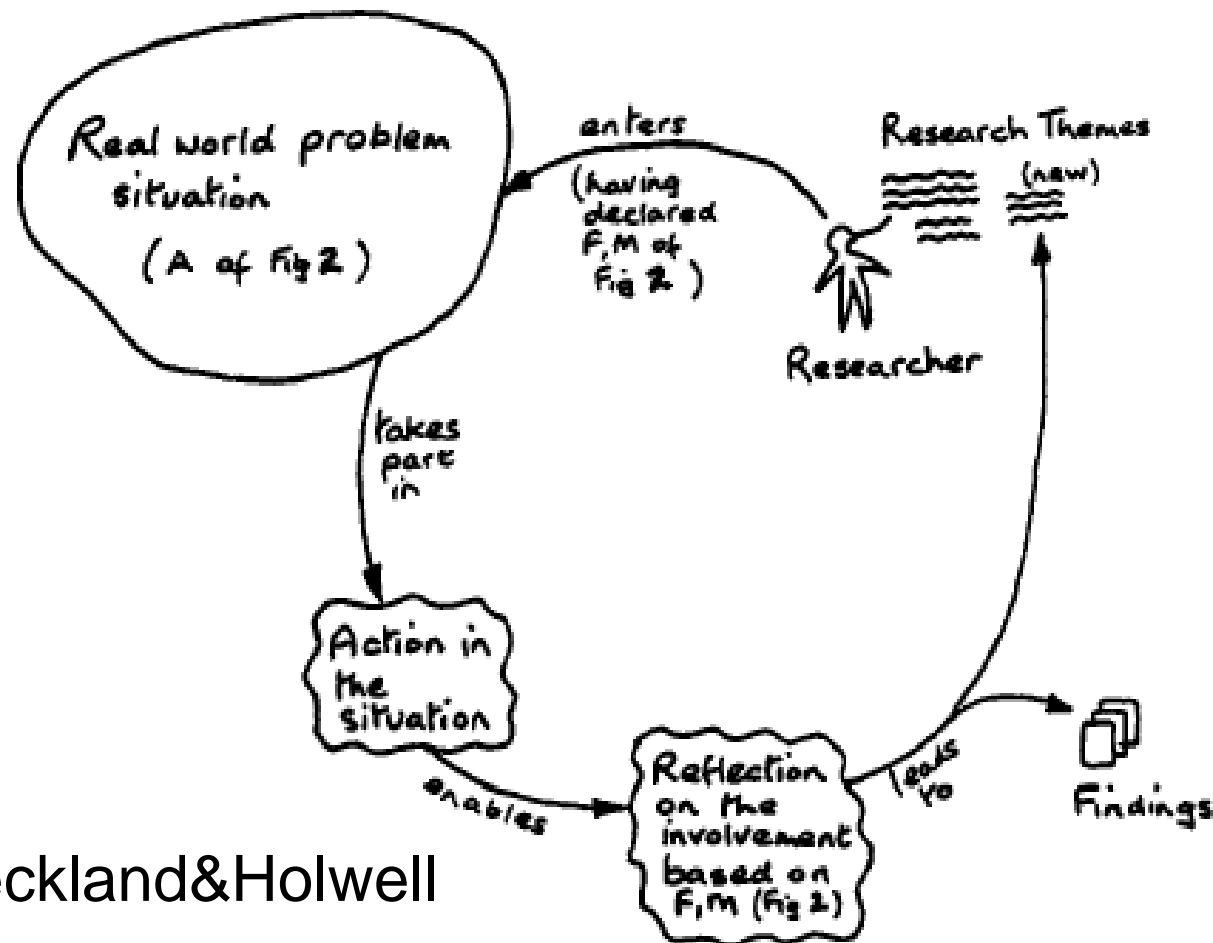 Real world problem
situation
(A of Fig 2)
enters
(having
declared
F, M of
Fig 2)
Research Themes
(new)
Researcher
takes
part
in
Action in
the
situation
enables
Reflection
on the
involvement
based on
F, M (Fig 2)
leads
to
Findings
eckland&Holwell